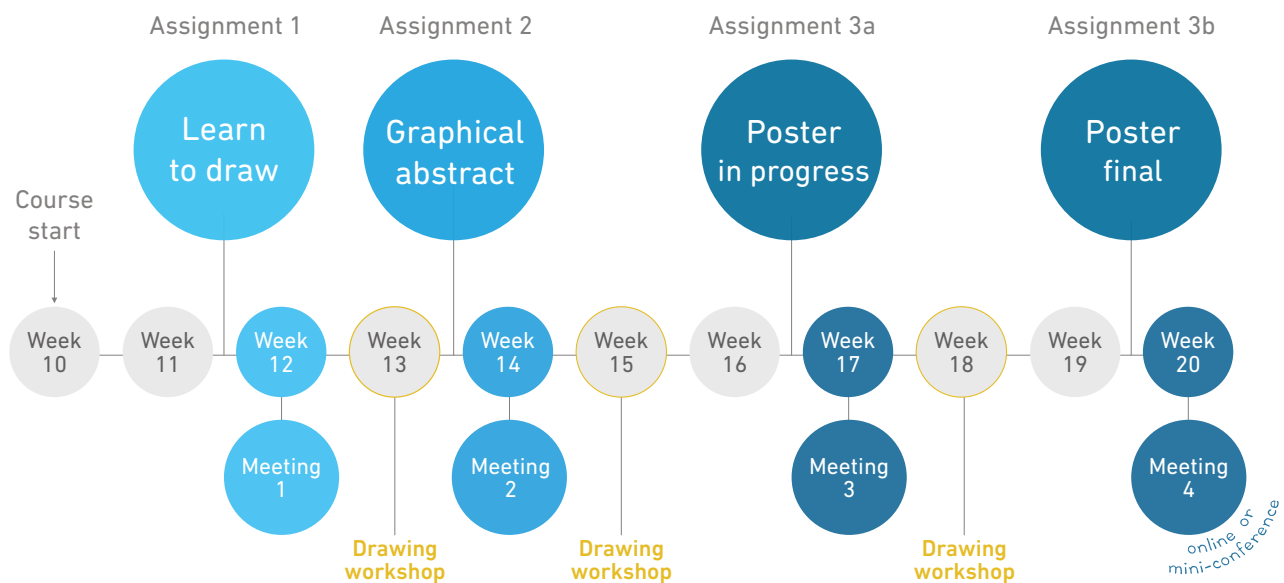 Assignment 1
Assignment 2
Assignment 3a
Assignment 3b
Learn
to draw
Graphical
abstract
Poster
in progress
Poster
final
Course
start
Week
10
Week
11
Week
12
Week
13
Week
14
Week
15
Week
16
Week
17
Week
18
Week
19
Week
20
Meeting
1
Meeting
2
Meeting
3
Meeting
4
online or
mini-conference
Drawing
workshop
Drawing
workshop
Drawing
workshop